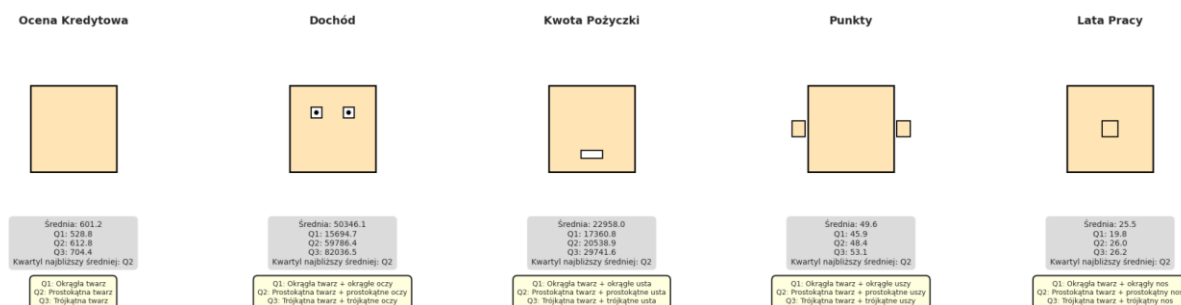 Ocena Kredytowa
Dochód
Kwota Pożyczki
Punkty
Lata Pracy
Średnia: 601.2
Q1: 528.8
Q2: 612.8
Q3: 704.4
Kwartyl najbliższy średniej: Q2
Średnia: 50346.1
Q1: 15694.7
Q2: 59786.4
Q3: 82036.5
Kwartyl najbliższy średniej: Q2
Średnia: 22958.0
Q1: 17360.8
Q2: 20538.9
Q3: 29741.6
Kwartyl najbliższy średniej: Q2
Średnia: 49.6
Q1: 45.9
Q2: 48.4
Q3: 53.1
Kwartyl najbliższy średniej: Q2
Średnia: 25.5
Q1: 19.8
Q2: 26.0
Q3: 26.2
Kwartyl najbliższy średniej: Q2
Q1: Okrągła twarz
Q2: Prostokątna twarz
Q3: Trójkątna twarz
Q1: Okrągła twarz + okrągłe oczy
Q2: Prostokątna twarz + prostokątne oczy
Q3: Trójkątna twarz + trójkątne oczy
Q1: Okrągła twarz + okrągłe usta
Q2: Prostokątna twarz + prostokątne usta
Q3: Trójkątna twarz + trójkątne usta
Q1: Okrągła twarz + okrągłe uszy
Q2: Prostokątna twarz + prostokątne uszy
Q3: Trójkątna twarz + trójkątne uszy
Q1: Okrągła twarz + okrągły nos
Q2: Prostokątna twarz + prostokątny nos
Q3: Trójkątna twarz + trójkątny nos